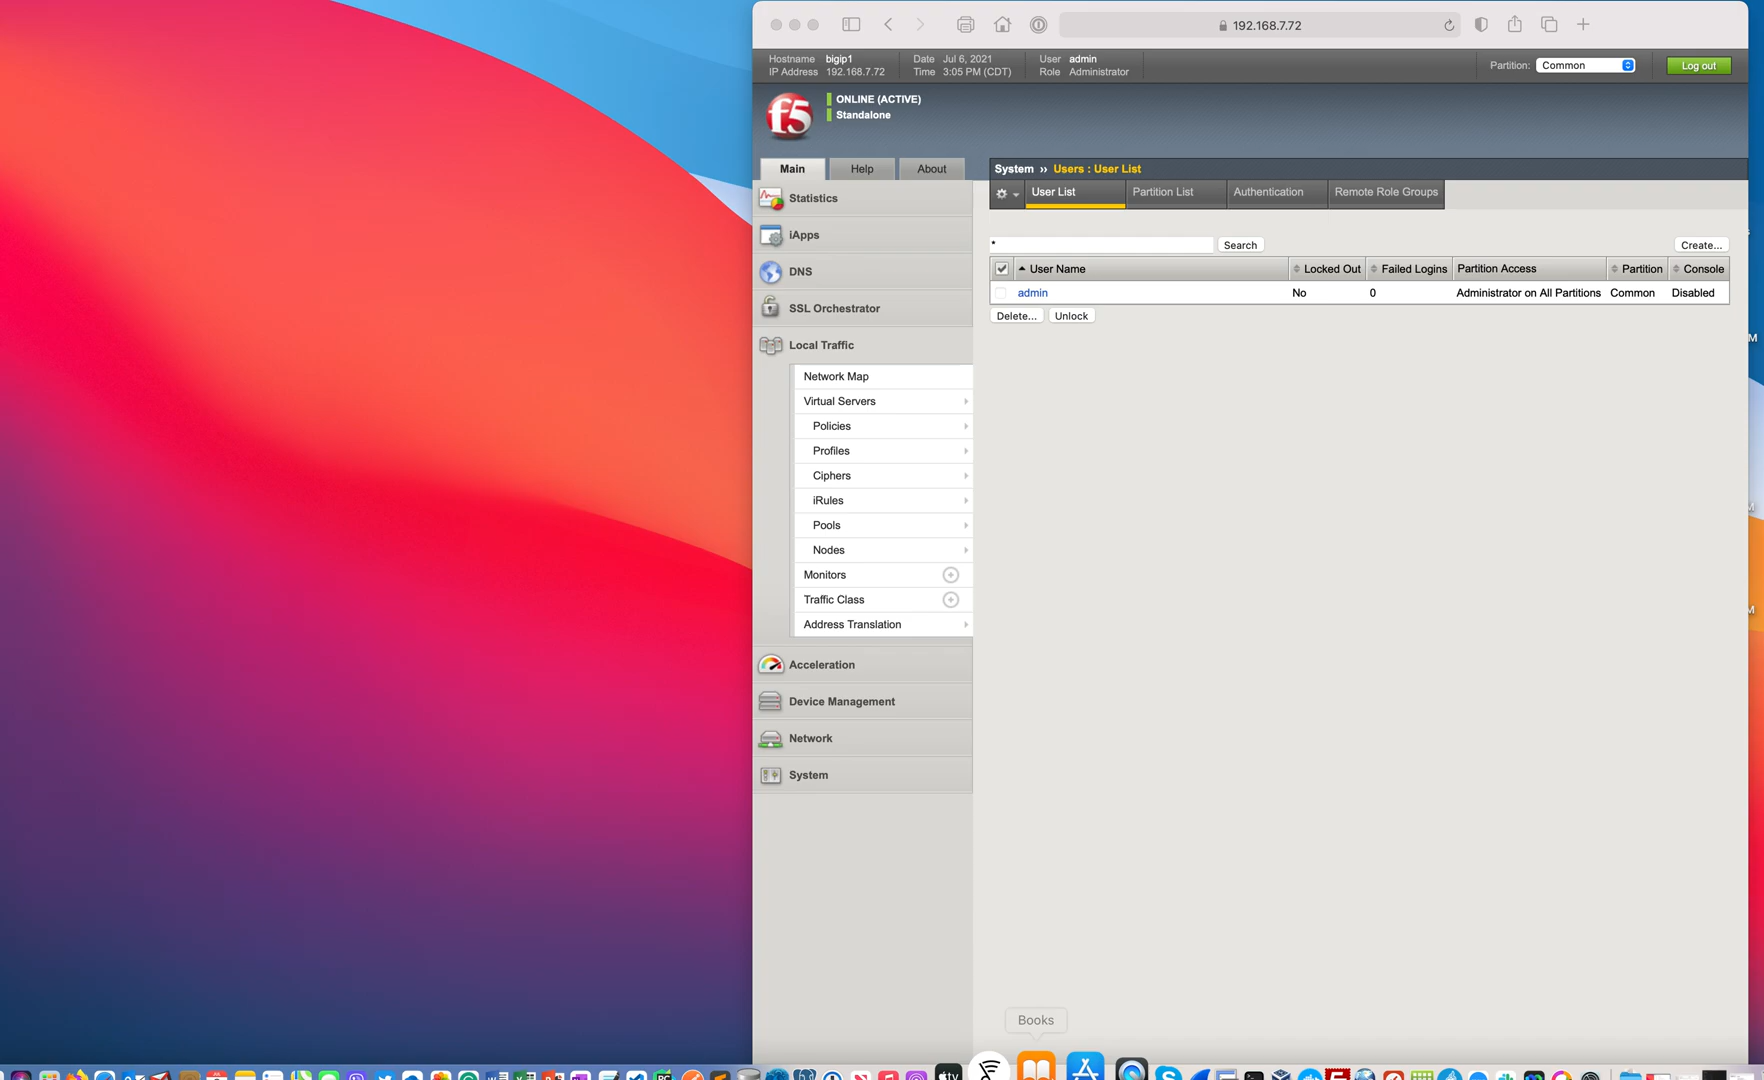 192.168.7.72
Hostname bigip1
IP Address 192.168.7.72
Date Jul 6, 2021
Time 3:05 PM (CDT)
User admin
Role Administrator
Partition: Common
Log out
f5
ONLINE (ACTIVE)
Standalone
Main Help About
System ›› Users : User List
User List Partition List Authentication Remote Role Groups
Statistics
iApps
DNS
SSL Orchestrator
Local Traffic
Network Map
Virtual Servers
Policies
Profiles
Ciphers
iRules
Pools
Nodes
Monitors
Traffic Class
Address Translation
Acceleration
Device Management
Network
System
* Search Create...
User Name Locked Out Failed Logins Partition Access Partition Console
admin No 0 Administrator on All Partitions Common Disabled
Delete... Unlock
Books
tv